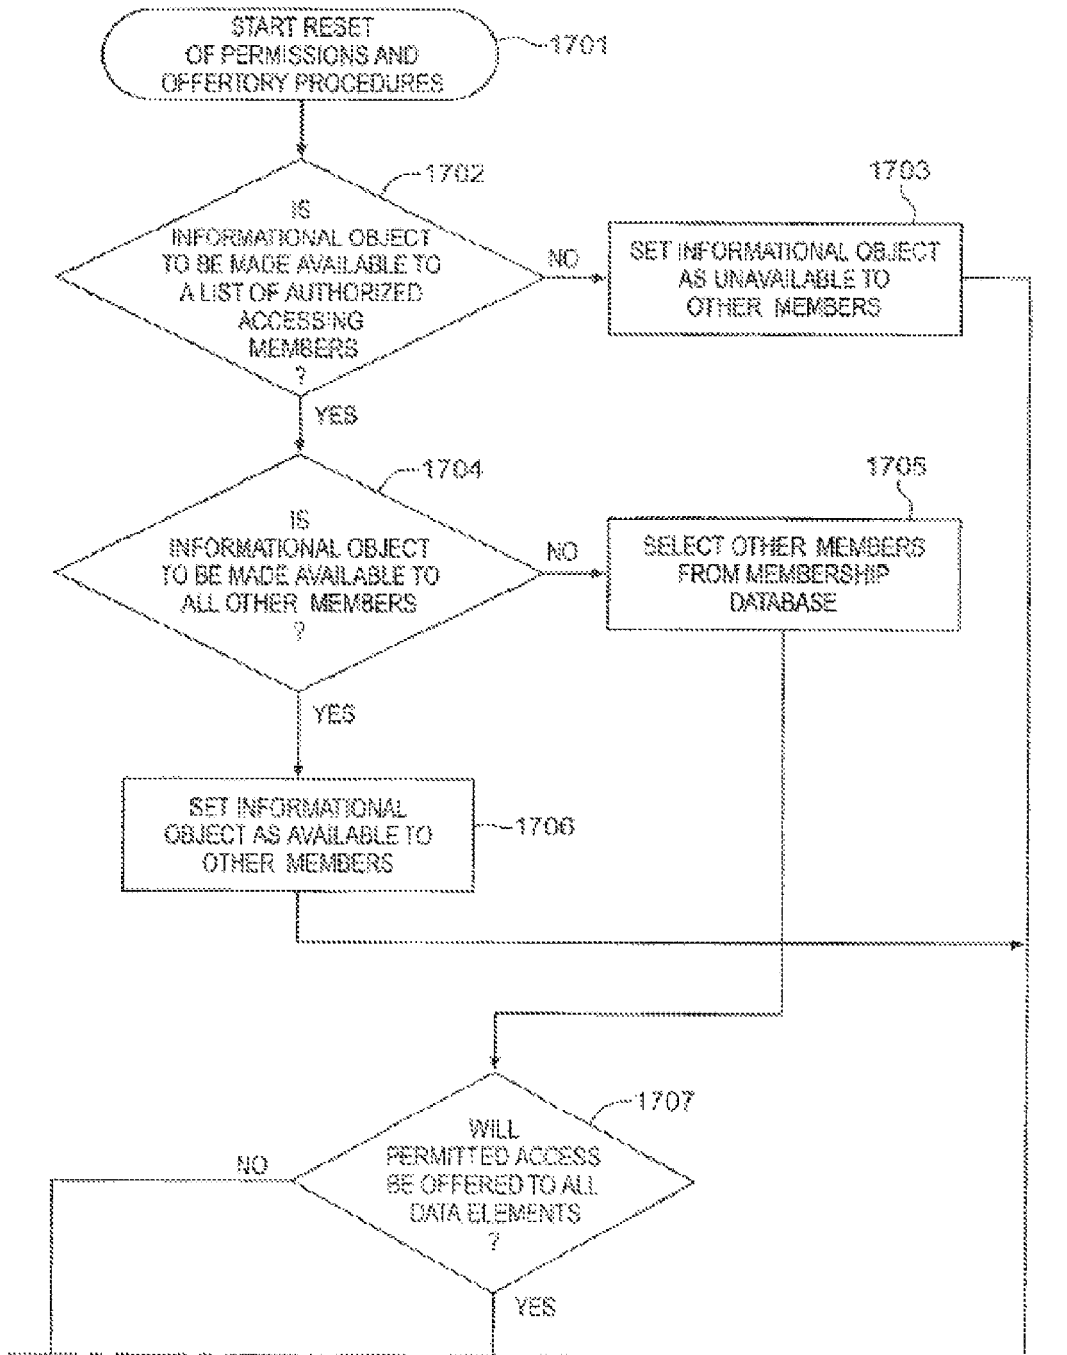 START RESET
OF PERMISSIONS AND
OFFERTORY PROCEDURES
1701
1702
IS
INFORMATIONAL OBJECT
TO BE MADE AVAILABLE TO
A LIST OF AUTHORIZED
ACCESSING
MEMBERS
?
NO
1703
SET INFORMATIONAL OBJECT
AS UNAVAILABLE TO
OTHER MEMBERS
YES
1704
IS
INFORMATIONAL OBJECT
TO BE MADE AVAILABLE TO
ALL OTHER MEMBERS
?
NO
1705
SELECT OTHER MEMBERS
FROM MEMBERSHIP
DATABASE
YES
SET INFORMATIONAL
OBJECT AS AVAILABLE TO
OTHER MEMBERS
1706
1707
WILL
PERMITTED ACCESS
BE OFFERED TO ALL
DATA ELEMENTS
?
NO
YES